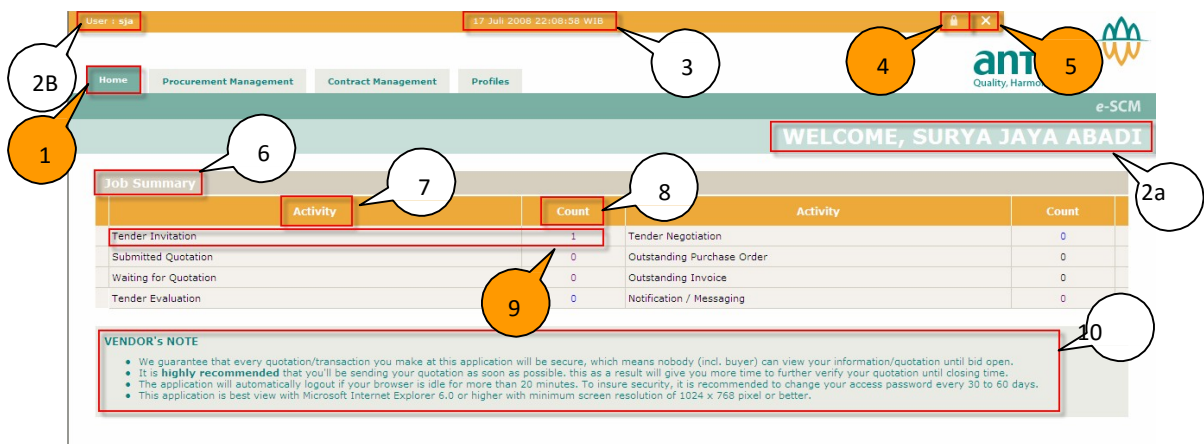 User : sja
17 Juli 2008 22:08:58 WIB
2B
3
4
5
Home
Procurement Management
Contract Management
Profiles
Quality,
e-SCM
1
WELCOME, SURYA JAYA ABADI
6
7
8
2a
Job Summary
Activity Count Activity Count
Tender Invitation 1 Tender Negotiation 0
Submitted Quotation 0 Outstanding Purchase Order 0
Waiting for Quotation 0 Outstanding Invoice 0
Tender Evaluation 0 Notification / Messaging 0
9
10
VENDOR's NOTE
• We guarantee that every quotation/transaction you make at this application will be secure, which means nobody (incl. buyer) can view your information/quotation until bid open.
• It is highly recommended that you'll be sending your quotation as soon as possible. this as a result will give you more time to further verify your quotation until closing time.
• The application will automatically logout if your browser is idle for more than 20 minutes. To insure security, it is recommended to change your access password every 30 to 60 days.
• This application is best view with Microsoft Internet Explorer 6.0 or higher with minimum screen resolution of 1024 x 768 pixel or better.